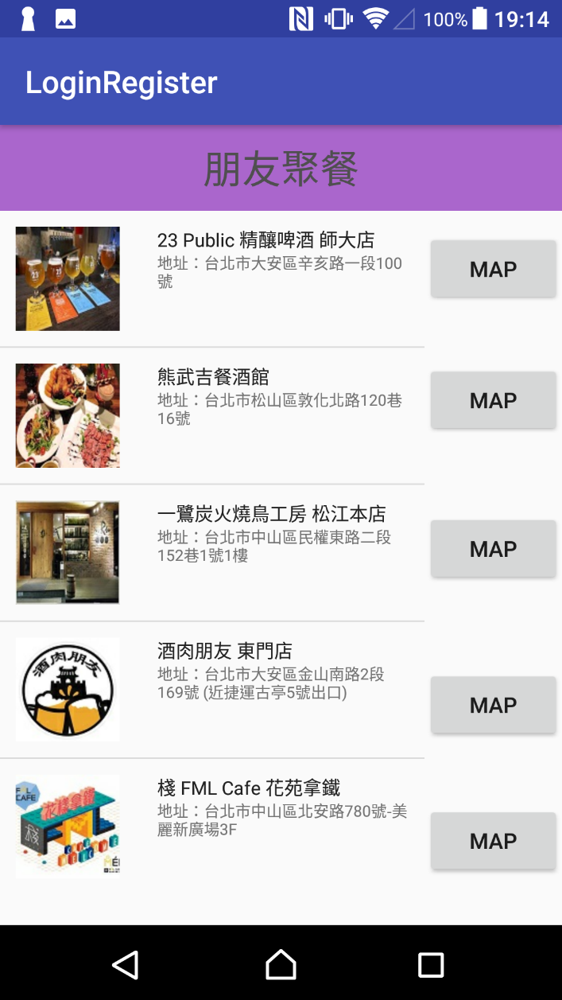 100% 19:14
LoginRegister
朋友聚餐
23 Public 精釀啤酒 師大店
地址：台北市大安區辛亥路一段100
號
MAP
熊武吉餐酒館
地址：台北市松山區敦化北路120巷
16號
MAP
一鷺炭火燒鳥工房 松江本店
地址：台北市中山區民權東路二段
152巷1號1樓
MAP
酒肉朋友
酒肉朋友 東門店
地址：台北市大安區金山南路2段
169號 (近捷運古亭5號出口)
MAP
棧 FML Cafe 花苑拿鐵
地址：台北市中山區北安路780號-美
麗新廣場3F
MAP